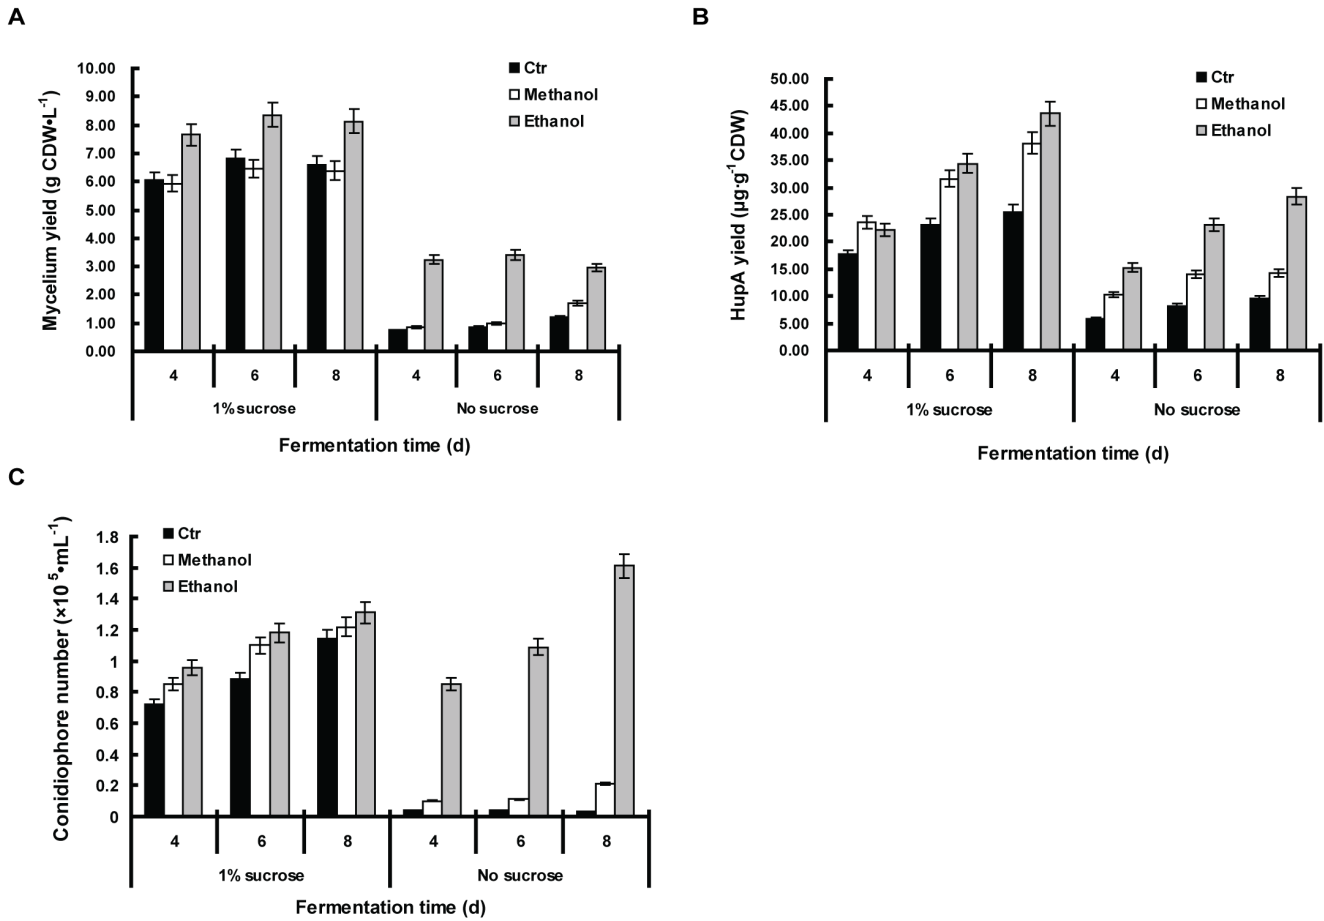 A
Mycelium yield (g CDW•L-1)
10.00
9.00
8.00
7.00
6.00
5.00
4.00
3.00
2.00
1.00
0.00
Ctr
Methanol
Ethanol
4 6 8 4 6 8
1% sucrose No sucrose
Fermentation time (d)
B
HupA yield (µg·g-1CDW)
50.00
45.00
40.00
35.00
30.00
25.00
20.00
15.00
10.00
5.00
0.00
Ctr
Methanol
Ethanol
4 6 8 4 6 8
1% sucrose No sucrose
Fermentation time (d)
C
Conidiophore number (×10 5•mL-1)
1.8
1.6
1.4
1.2
1
0.8
0.6
0.4
0.2
0
Ctr
Methanol
Ethanol
4 6 8 4 6 8
1% sucrose No sucrose
Fermentation time (d)